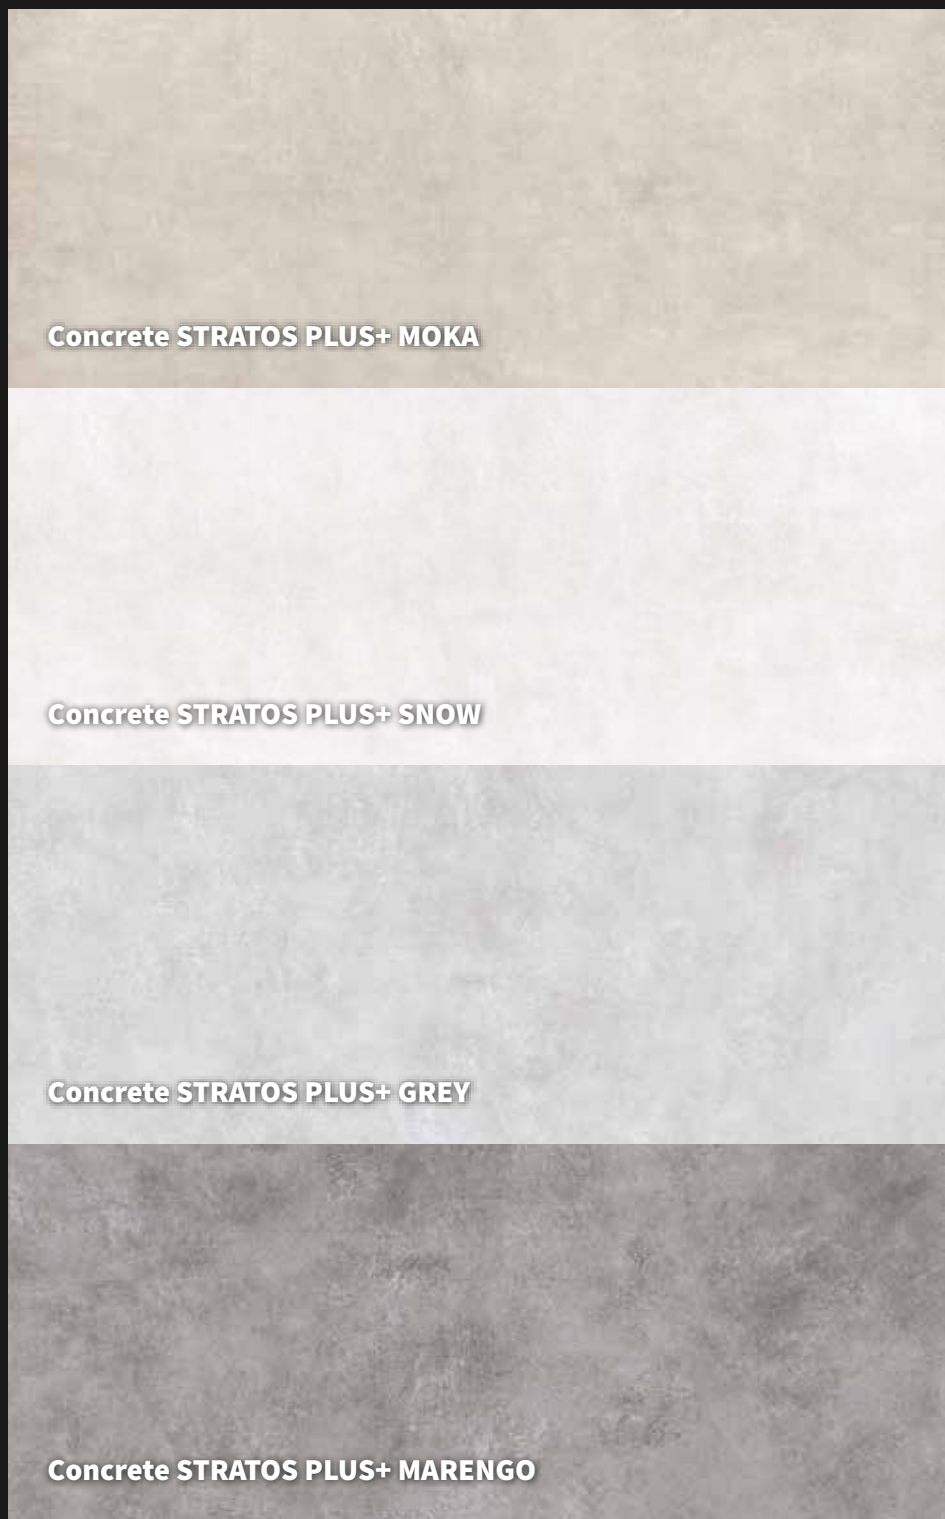 Concrete STRATOS PLUS+ MOKA
Concrete STRATOS PLUS+ SNOW
Concrete STRATOS PLUS+ GREY
Concrete STRATOS PLUS+ MARENGO